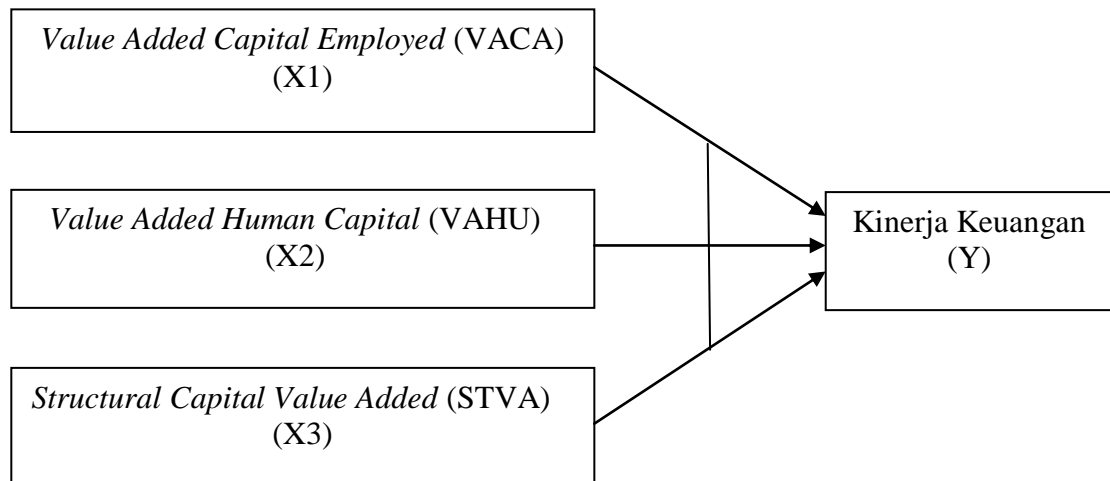 Value Added Capital Employed (VACA)
(X1)
Value Added Human Capital (VAHU)
(X2)
Kinerja Keuangan
(Y)
Structural Capital Value Added (STVA)
(X3)